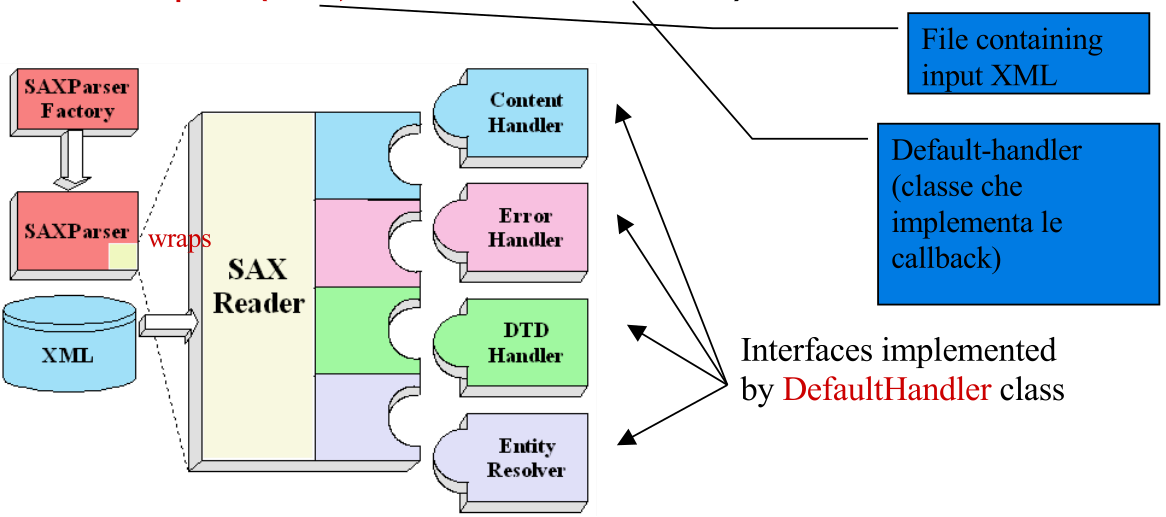 File containing
input XML
SAXParser
Factory
Content
Handler
Default-handler
(classe che
implementa le
callback)
Error
Handler
SAXParser
wraps
SAX
Reader
XML
DTD
Handler
Interfaces implemented
by DefaultHandler class
Entity
Resolver